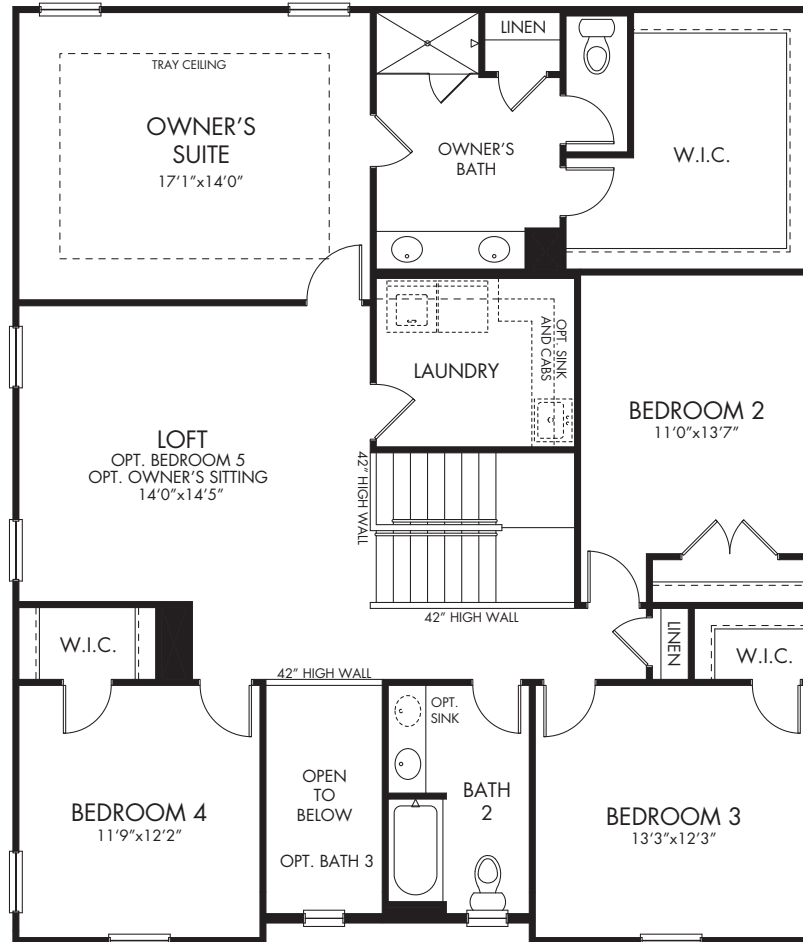 TRAY CEILING
OWNER'S
SUITE
17'1"x14'0"
LINEN
OWNER'S
BATH
W.I.C.
LAUNDRY
OPT. SINK
AND CABS
BEDROOM 2
11'0"x13'7"
LOFT
OPT. BEDROOM 5
OPT. OWNER'S SITTING
14'0"x14'5"
42" HIGH WALL
42" HIGH WALL
W.I.C.
LINEN
W.I.C.
42" HIGH WALL
OPT.
SINK
BEDROOM 4
11'9"x12'2"
OPEN
TO
BELOW
OPT. BATH 3
BATH
2
BEDROOM 3
13'3"x12'3"